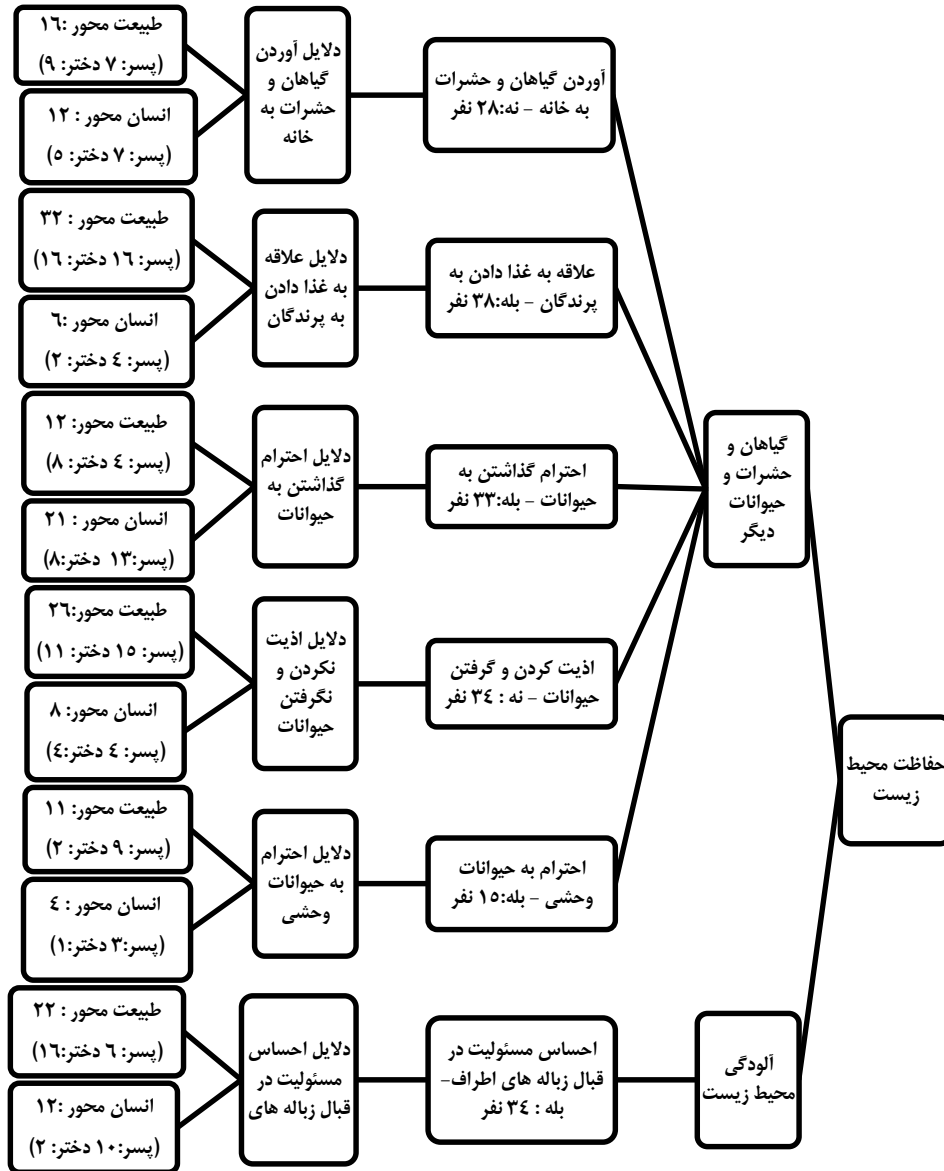 حفاظت محیط
زیست
گیاهان و
حشرات و
حیوانات
دیگر
آوردن گیاهان و حشرات
به خانه - نه:۲۸ نفر
دلایل آوردن
گیاهان و
حشرات به
خانه
طبیعت محور :۱۶
(پسر: ۷ دختر: ۹)
انسان محور : ۱۲
(پسر: ۷ دختر: ۵)
علاقه به غذا دادن به
پرندگان - بله:۳۸ نفر
دلایل علاقه
به غذا دادن
به پرندگان
طبیعت محور : ۳۲
(پسر: ۱۶ دختر: ۱۶)
انسان محور :۶
(پسر: ٤ دختر: ۲)
احترام گذاشتن به
حیوانات - بله:۳۳ نفر
دلایل احترام
گذاشتن به
حیوانات
طبیعت محور: ۱۲
(پسر: ٤ دختر: ۸)
انسان محور : ۲۱
(پسر:۱۳ دختر:۸)
اذیت کردن و گرفتن
حیوانات - نه : ۳٤ نفر
دلایل اذیت
نکردن و
نگرفتن
حیوانات
طبیعت محور:۲۶
(پسر: ۱۵ دختر: ۱۱)
انسان محور: ۸
(پسر: ٤ دختر:٤)
احترام به حیوانات
وحشی - بله:۱۵ نفر
دلایل احترام
به حیوانات
وحشی
طبیعت محور: ۱۱
(پسر: ۹ دختر: ۲)
انسان محور : ٤
(پسر:۳ دختر:۱)
آلودگی
محیط زیست
احساس مسئولیت در
قبال زباله های اطراف-
بله : ۳٤ نفر
دلایل احساس
مسئولیت در
قبال زباله های
طبیعت محور : ۲۲
(پسر: ۶ دختر:۱۶)
انسان محور :۱۲
(پسر:۱۰ دختر: ۲)